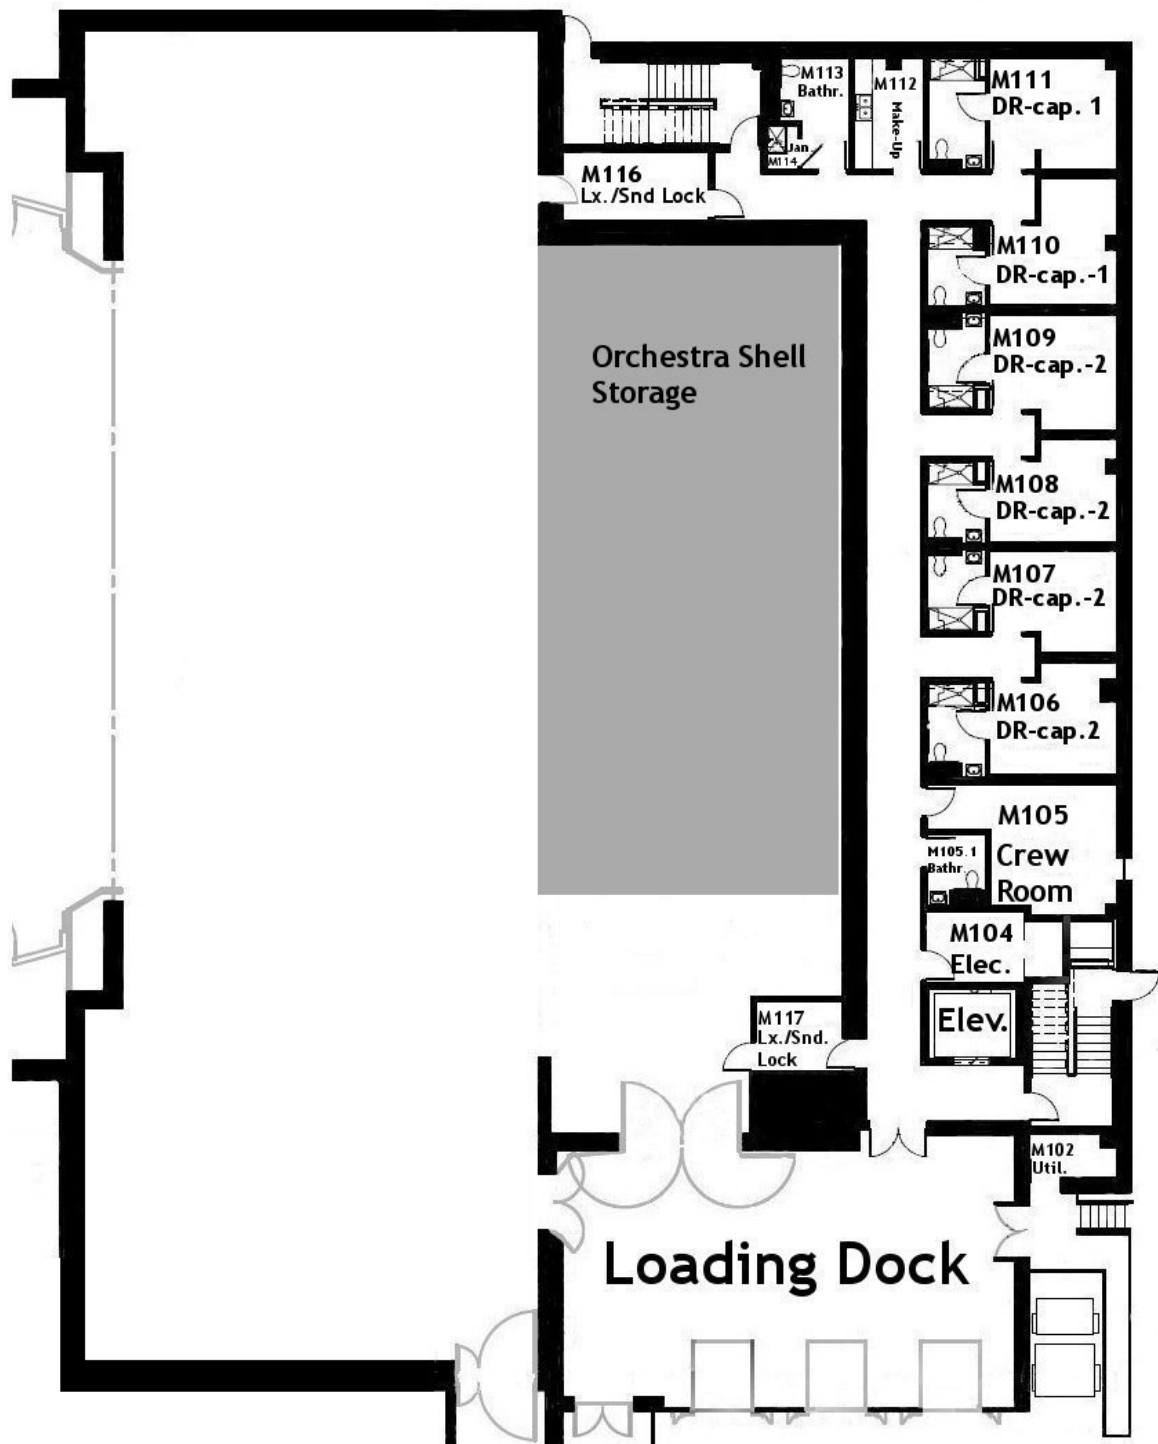 M113
Bathr.
M112
Make-Up
M111
DR-cap. 1
Jan.
M114
M116
Lx./Snd Lock
M110
DR-cap.-1
Orchestra Shell
Storage
M109
DR-cap.-2
M108
DR-cap.-2
M107
DR-cap.-2
M106
DR-cap.2
M105
Crew
Room
M105.1
Bathr.
M104
Elec.
Elev.
M117
Lx./Snd.
Lock
M102
Util.
Loading Dock